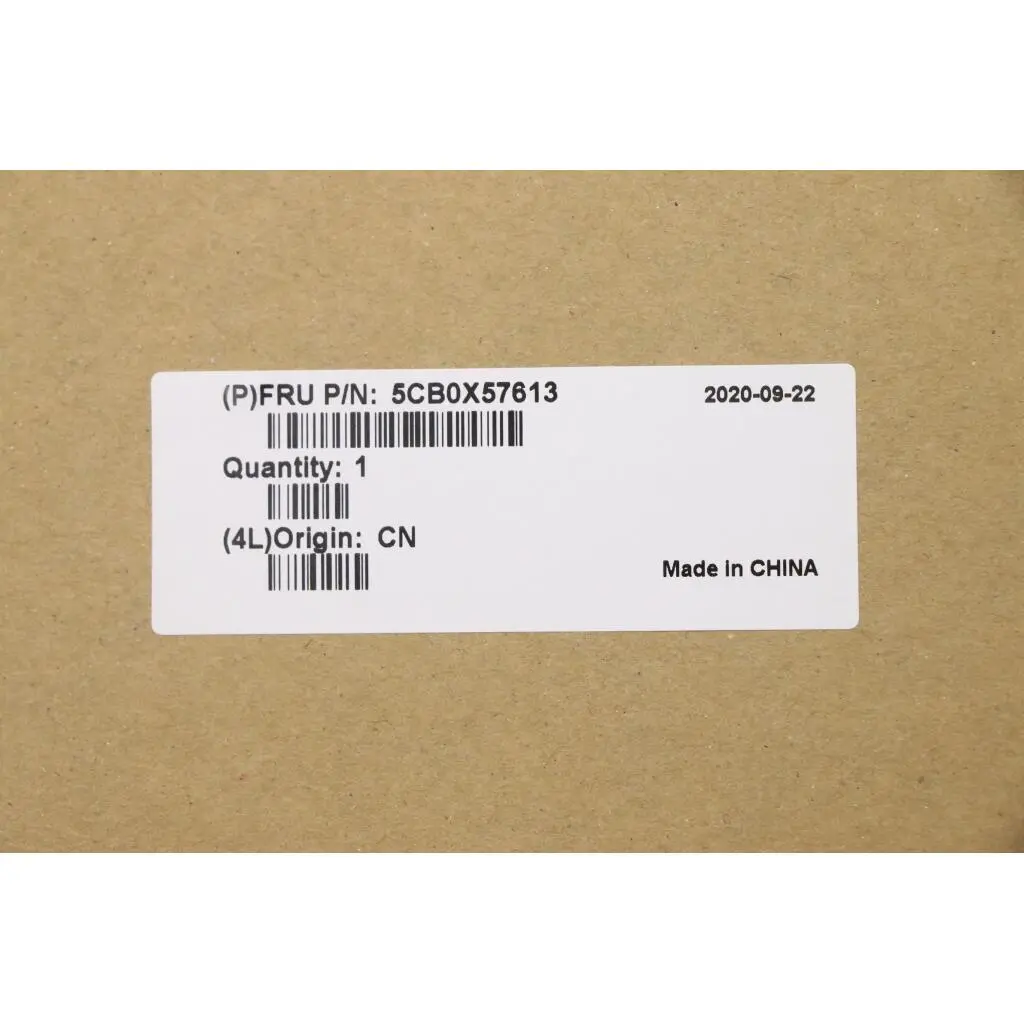 (P)FRU P/N: 5CB0X57613
2020-09-22
Quantity: 1
(4L)Origin: CN
Made in CHINA